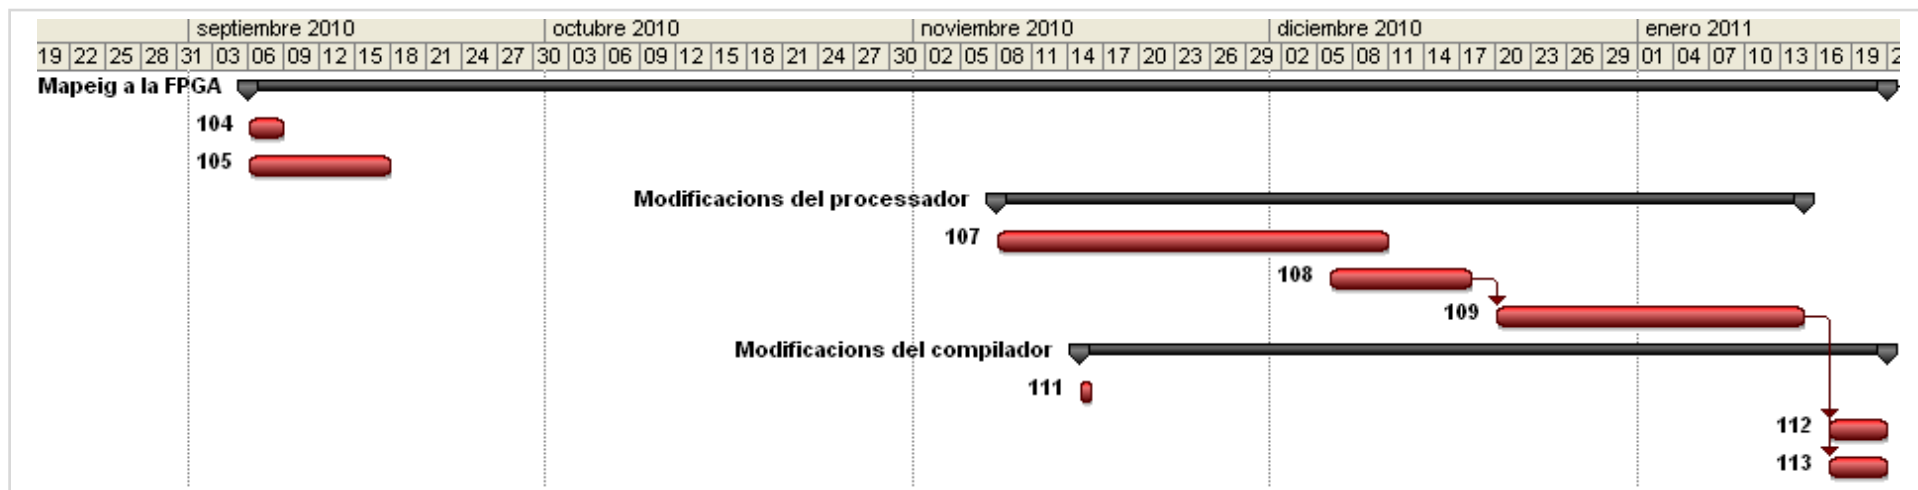 septiembre 2010 octubre 2010 noviembre 2010 diciembre 2010 enero 2011
19 22 25 28 31 03 06 09 12 15 18 21 24 27 30 03 06 09 12 15 18 21 24 27 30 02 05 08 11 14 17 20 23 26 29 02 05 08 11 14 17 20 23 26 29 01 04 07 10 13 16 19
Mapeig a la FPGA
104
105
Modificacions del processador
107
108
109
Modificacions del compilador
111
112
113